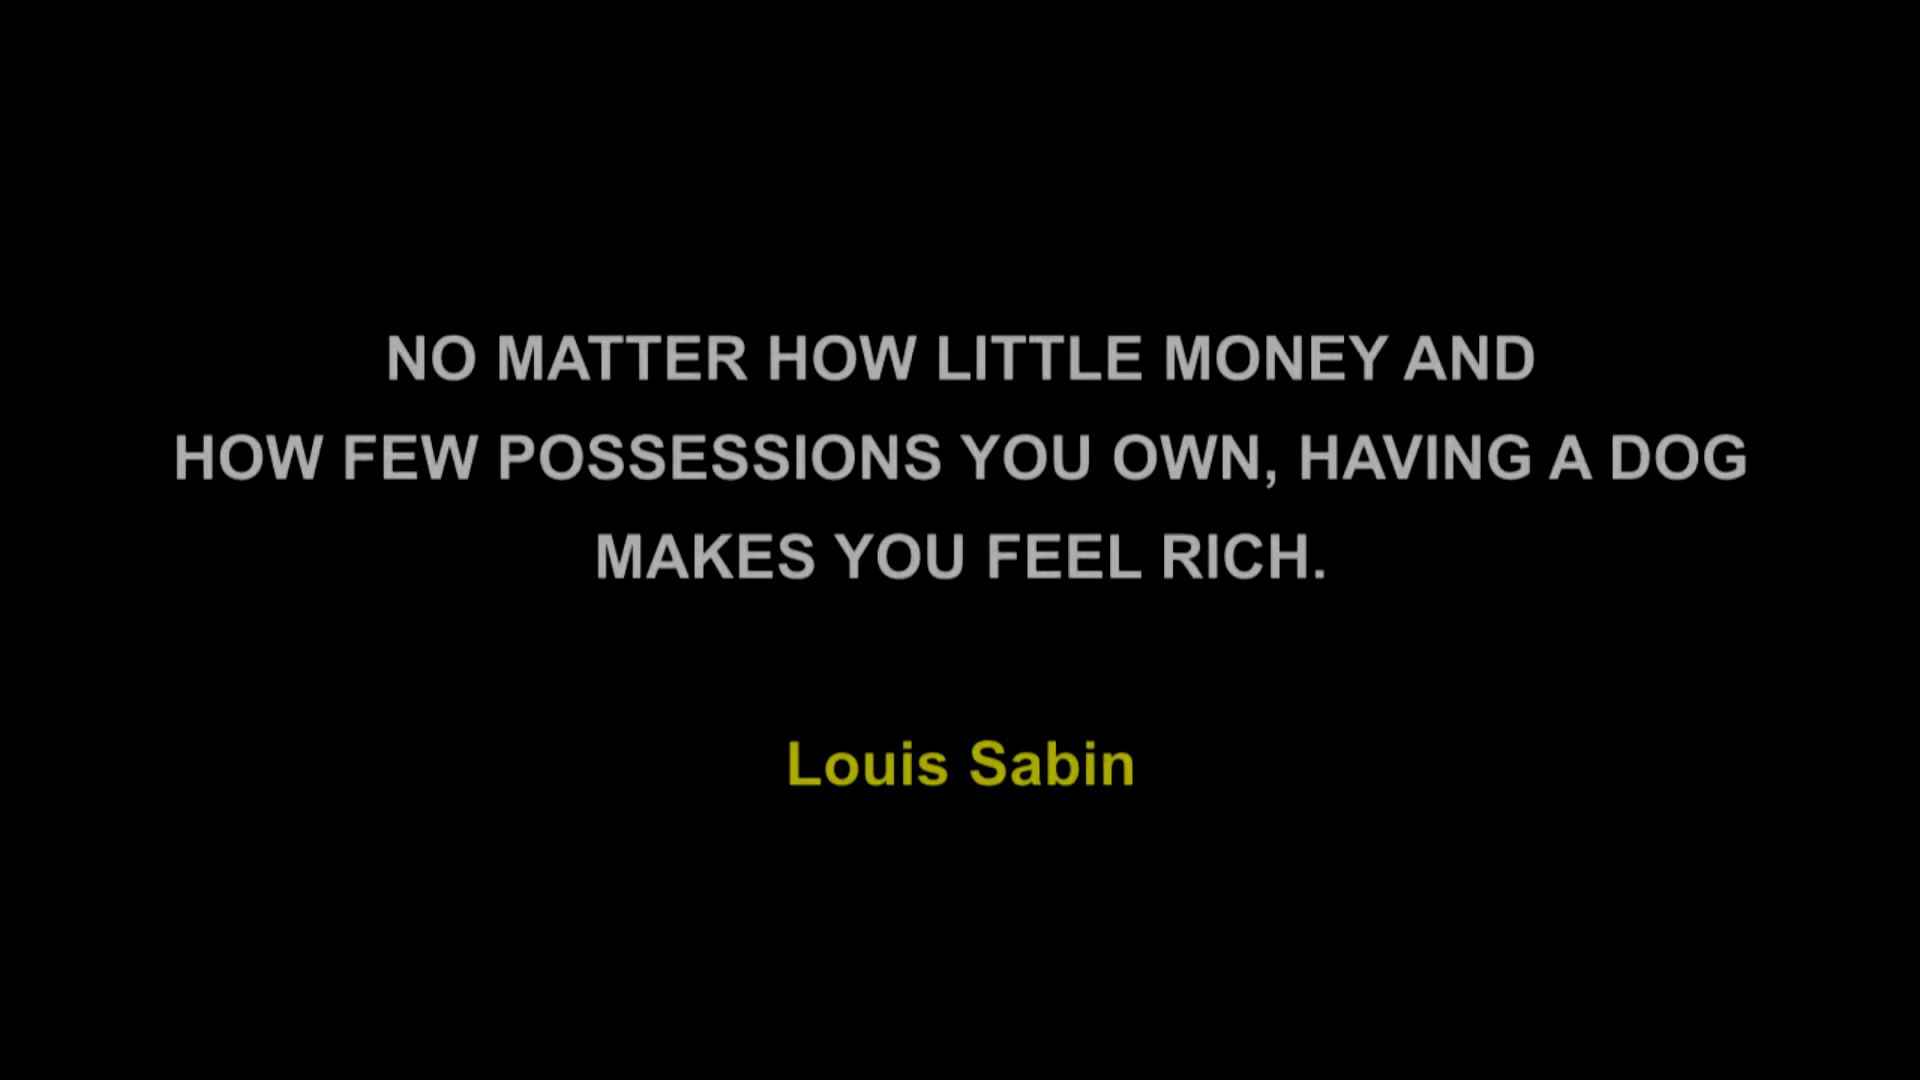 NO MATTER HOW LITTLE MONEY AND
HOW FEW POSSESSIONS YOU OWN, HAVING A DOG
MAKES YOU FEEL RICH.
Louis Sabin